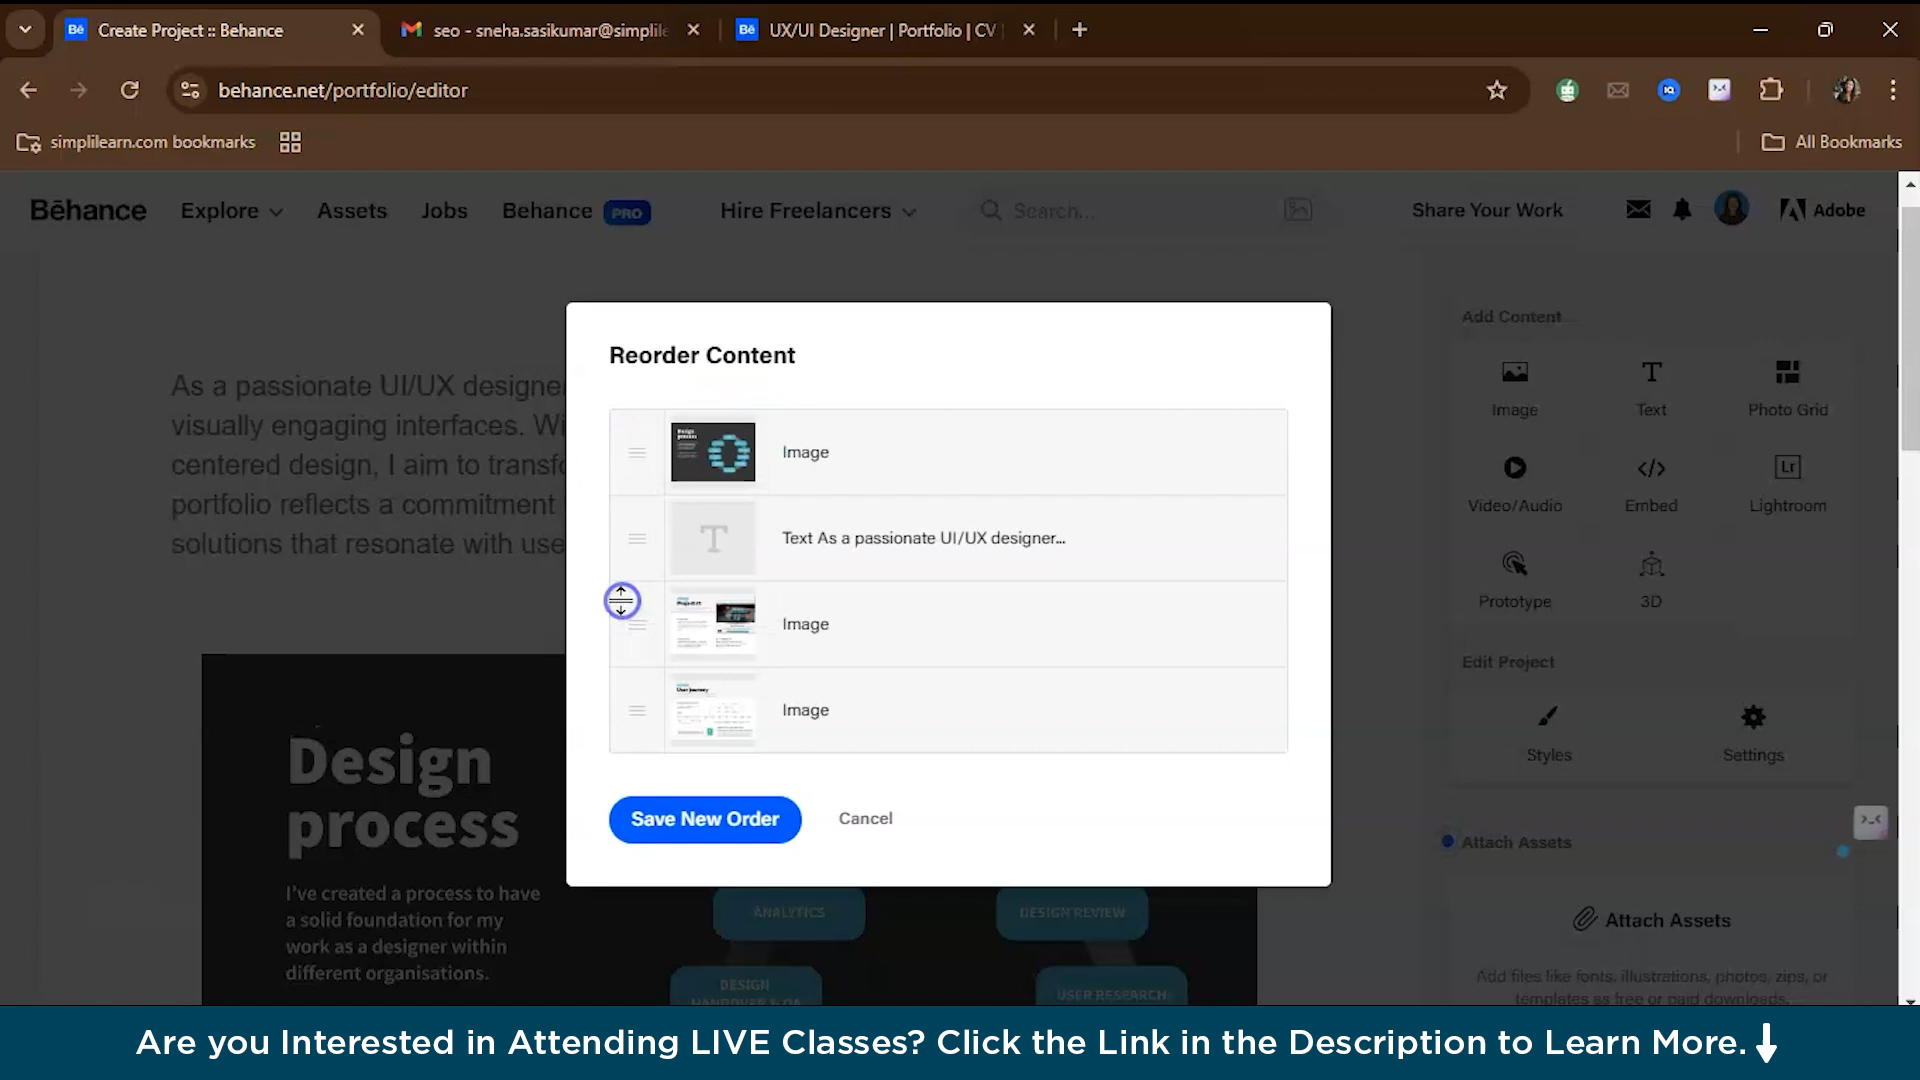 Create Project :: Behance
seo - sneha.sasikumar@simplile
UX/UI Designer | Portfolio | CV
behance.net/portfolio/editor
simplilearn.com bookmarks
All Bookmarks
Bēhance
Explore
Assets
Jobs
Behance PRO
Hire Freelancers
Search...
Share Your Work
Adobe
Reorder Content
Image
Text As a passionate UI/UX designer...
Image
Image
Save New Order
Cancel
As a passionate UI/UX designer
visually engaging interfaces. Wi
centered design, I aim to transfo
portfolio reflects a commitment
solutions that resonate with use
Design
process
I've created a process to have
a solid foundation for my
work as a designer within
different organisations.
ANALYTICS
DESIGN REVIEW
DESIGN
HANDOVER & QA
USER RESEARCH
Add Content
Image
Text
Photo Grid
Video/Audio
Embed
Lr
Lightroom
Prototype
3D
Edit Project
Styles
Settings
Attach Assets
Attach Assets
Add files like fonts, illustrations, photos, zips, or
templates as free or paid downloads.
Are you Interested in Attending LIVE Classes? Click the Link in the Description to Learn More.